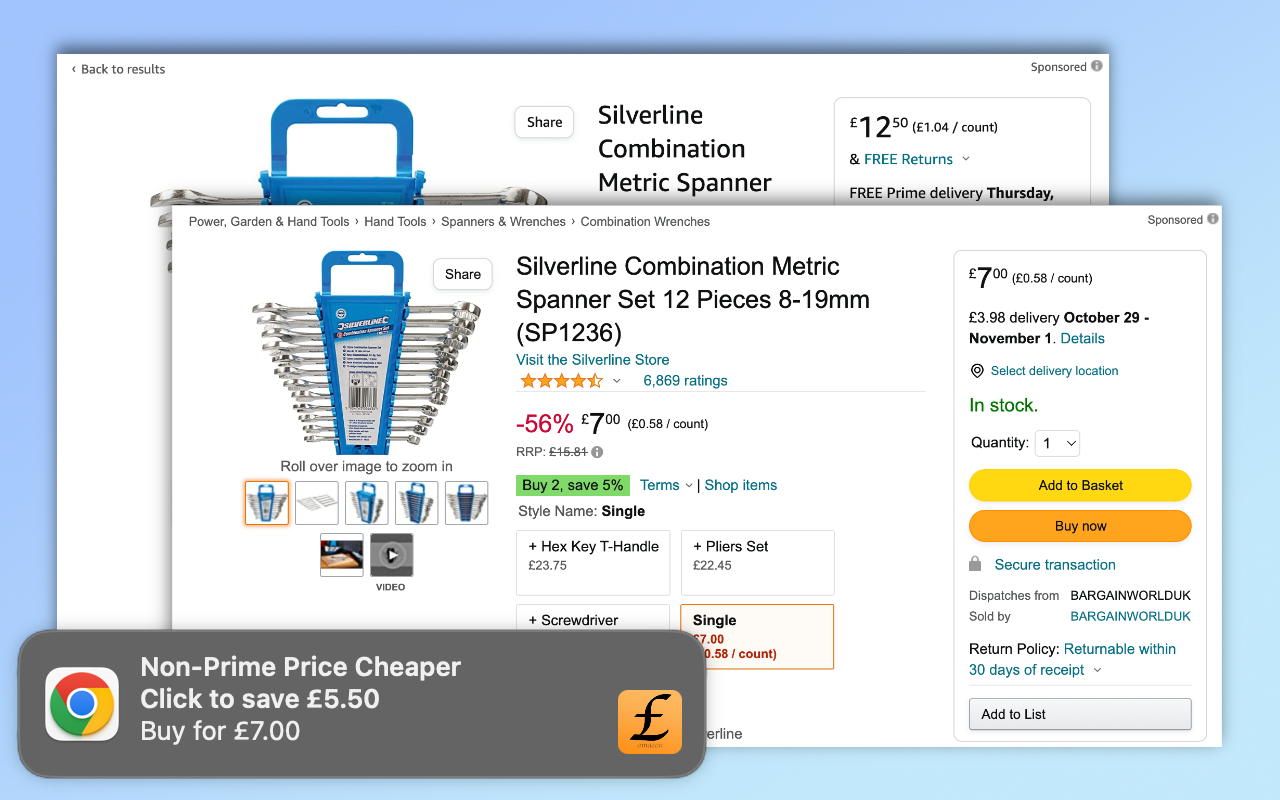 ‹ Back to results
Sponsored
Share
Silverline
Combination
Metric Spanner
£12⁵⁰ (£1.04 / count)
& FREE Returns
FREE Prime delivery Thursday,
Power, Garden & Hand Tools › Hand Tools › Spanners & Wrenches › Combination Wrenches
Sponsored
Share
SILVERLINE
Combination Spanner Set
Roll over image to zoom in
VIDEO
Silverline Combination Metric
Spanner Set 12 Pieces 8-19mm
(SP1236)
Visit the Silverline Store
6,869 ratings
-56% £7⁰⁰ (£0.58 / count)
RRP: £15.81
Buy 2, save 5% Terms | Shop items
Style Name: Single
+ Hex Key T-Handle
£23.75
+ Pliers Set
£22.45
+ Screwdriver
Single
£7.00
0.58 / count)
erline
£7⁰⁰ (£0.58 / count)
£3.98 delivery October 29 -
November 1. Details
Select delivery location
In stock.
Quantity: 1
Add to Basket
Buy now
Secure transaction
Dispatches from BARGAINWORLDUK
Sold by BARGAINWORLDUK
Return Policy: Returnable within
30 days of receipt
Add to List
Non-Prime Price Cheaper
Click to save £5.50
Buy for £7.00
£
amazon